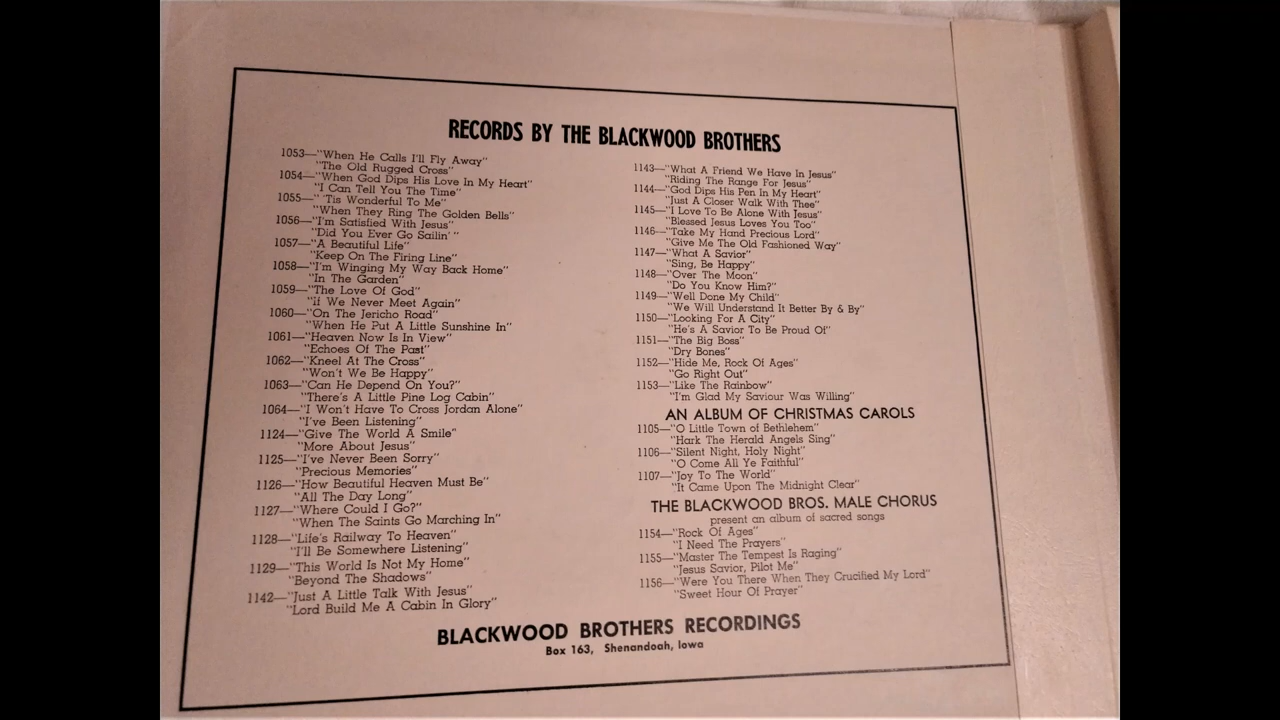 RECORDS BY THE BLACKWOOD BROTHERS
1053—"When He Calls I'll Fly Away"
"The Old Rugged Cross"
1054—"When God Dips His Love In My Heart"
"I Can Tell You The Time"
1055—" 'Tis Wonderful To Me"
"When They Ring The Golden Bells"
1056—"I'm Satisfied With Jesus"
"Did You Ever Go Sailin' "
1057—"A Beautiful Life"
"Keep On The Firing Line"
1058—"I'm Winging My Way Back Home"
"In The Garden"
1059—"The Love Of God"
"If We Never Meet Again"
1060—"On The Jericho Road"
"When He Put A Little Sunshine In"
1061—"Heaven Now Is In View"
"Echoes Of The Past"
1062—"Kneel At The Cross"
"Won't We Be Happy"
1063—"Can He Depend On You?"
"There's A Little Pine Log Cabin"
1064—"I Won't Have To Cross Jordan Alone"
"I've Been Listening"
1124—"Give The World A Smile"
"More About Jesus"
1125—"I've Never Been Sorry"
"Precious Memories"
1126—"How Beautiful Heaven Must Be"
"All The Day Long"
1127—"Where Could I Go?"
"When The Saints Go Marching In"
1128—"Life's Railway To Heaven"
"I'll Be Somewhere Listening"
1129—"This World Is Not My Home"
"Beyond The Shadows"
1142—"Just A Little Talk With Jesus"
"Lord Build Me A Cabin In Glory"
1143—"What A Friend We Have In Jesus"
"Riding The Range For Jesus"
1144—"God Dips His Pen In My Heart"
"Just A Closer Walk With Thee"
1145—"I Love To Be Alone With Jesus"
"Blessed Jesus Loves You Too"
1146—"Take My Hand Precious Lord"
"Give Me The Old Fashioned Way"
1147—"What A Savior"
"Sing, Be Happy"
1148—"Over The Moon"
"Do You Know Him?"
1149—"Well Done My Child"
"We Will Understand It Better By & By"
1150—"Looking For A City"
"He's A Savior To Be Proud Of"
1151—"The Big Boss"
"Dry Bones"
1152—"Hide Me, Rock Of Ages"
"Go Right Out"
1153—"Like The Rainbow"
"I'm Glad My Saviour Was Willing"
AN ALBUM OF CHRISTMAS CAROLS
1105—"O Little Town of Bethlehem"
"Hark The Herald Angels Sing"
1106—"Silent Night, Holy Night"
"O Come All Ye Faithful"
1107—"Joy To The World"
"It Came Upon The Midnight Clear"
THE BLACKWOOD BROS. MALE CHORUS
present an album of sacred songs
1154—"Rock Of Ages"
"I Need The Prayers"
1155—"Master The Tempest Is Raging"
"Jesus Savior, Pilot Me"
1156—"Were You There When They Crucified My Lord"
"Sweet Hour Of Prayer"
BLACKWOOD BROTHERS RECORDINGS
Box 163, Shenandoah, Iowa